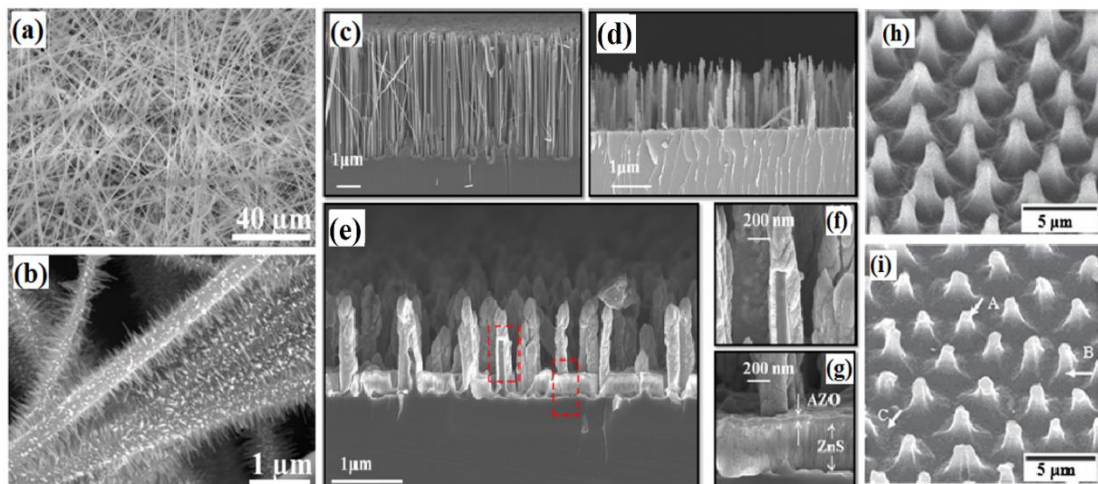 (a)
40 μm
(b)
1 μm
(c)
1μm
(d)
1μm
(e)
1μm
200 nm
(f)
(g)
200 nm
AZO
ZnS
(h)
5 μm
(i)
A
B
C
5 μm